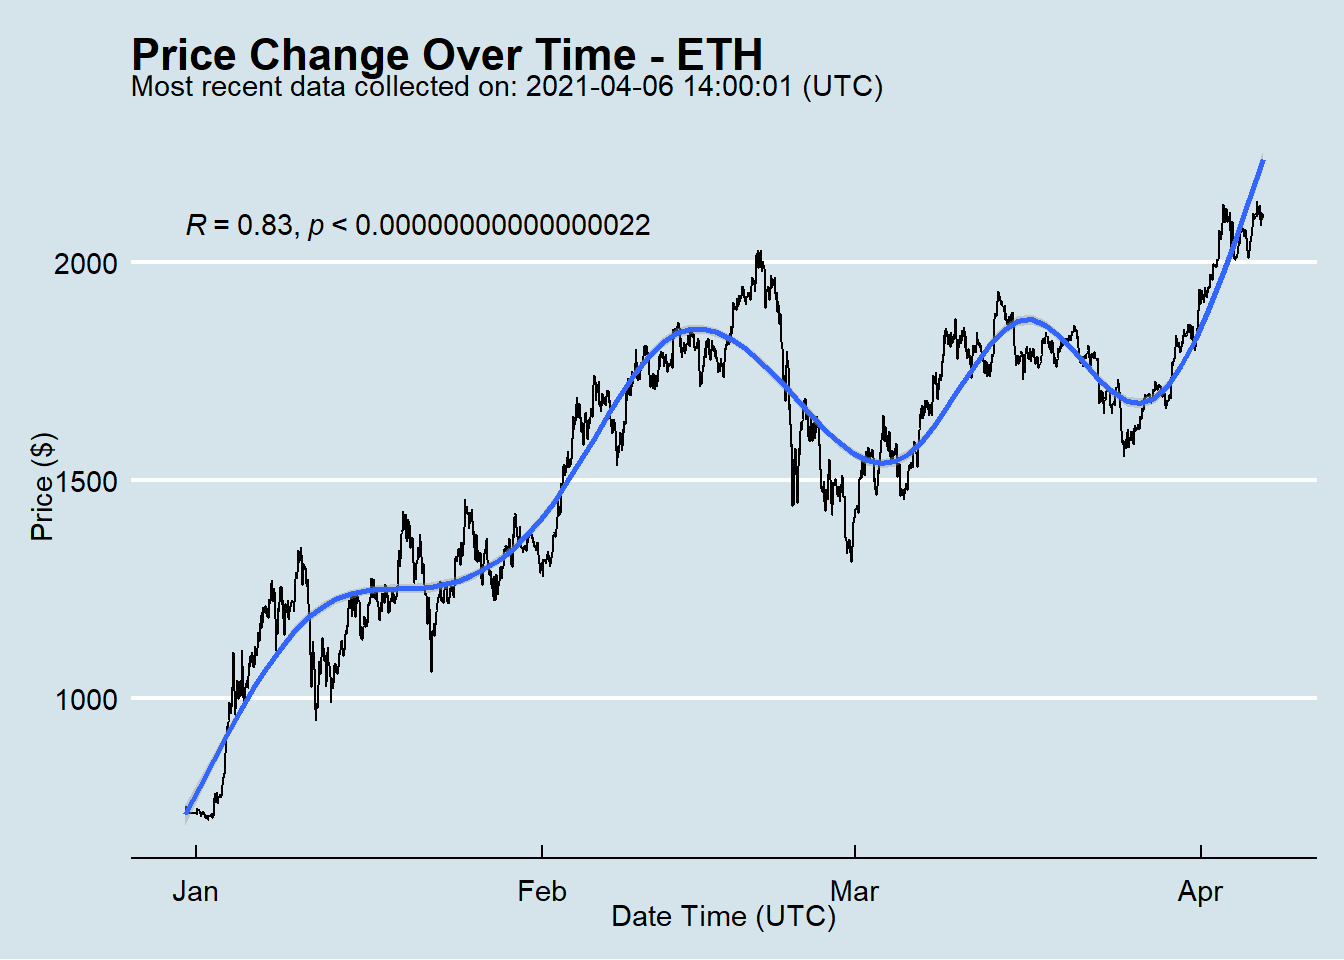 Price Change Over Time - ETH
Most recent data collected on: 2021-04-06 14:00:01 (UTC)
R = 0.83, p < 0.00000000000000022
2000
1500
1000
Price ($)
Jan Feb Mar Apr
Date Time (UTC)